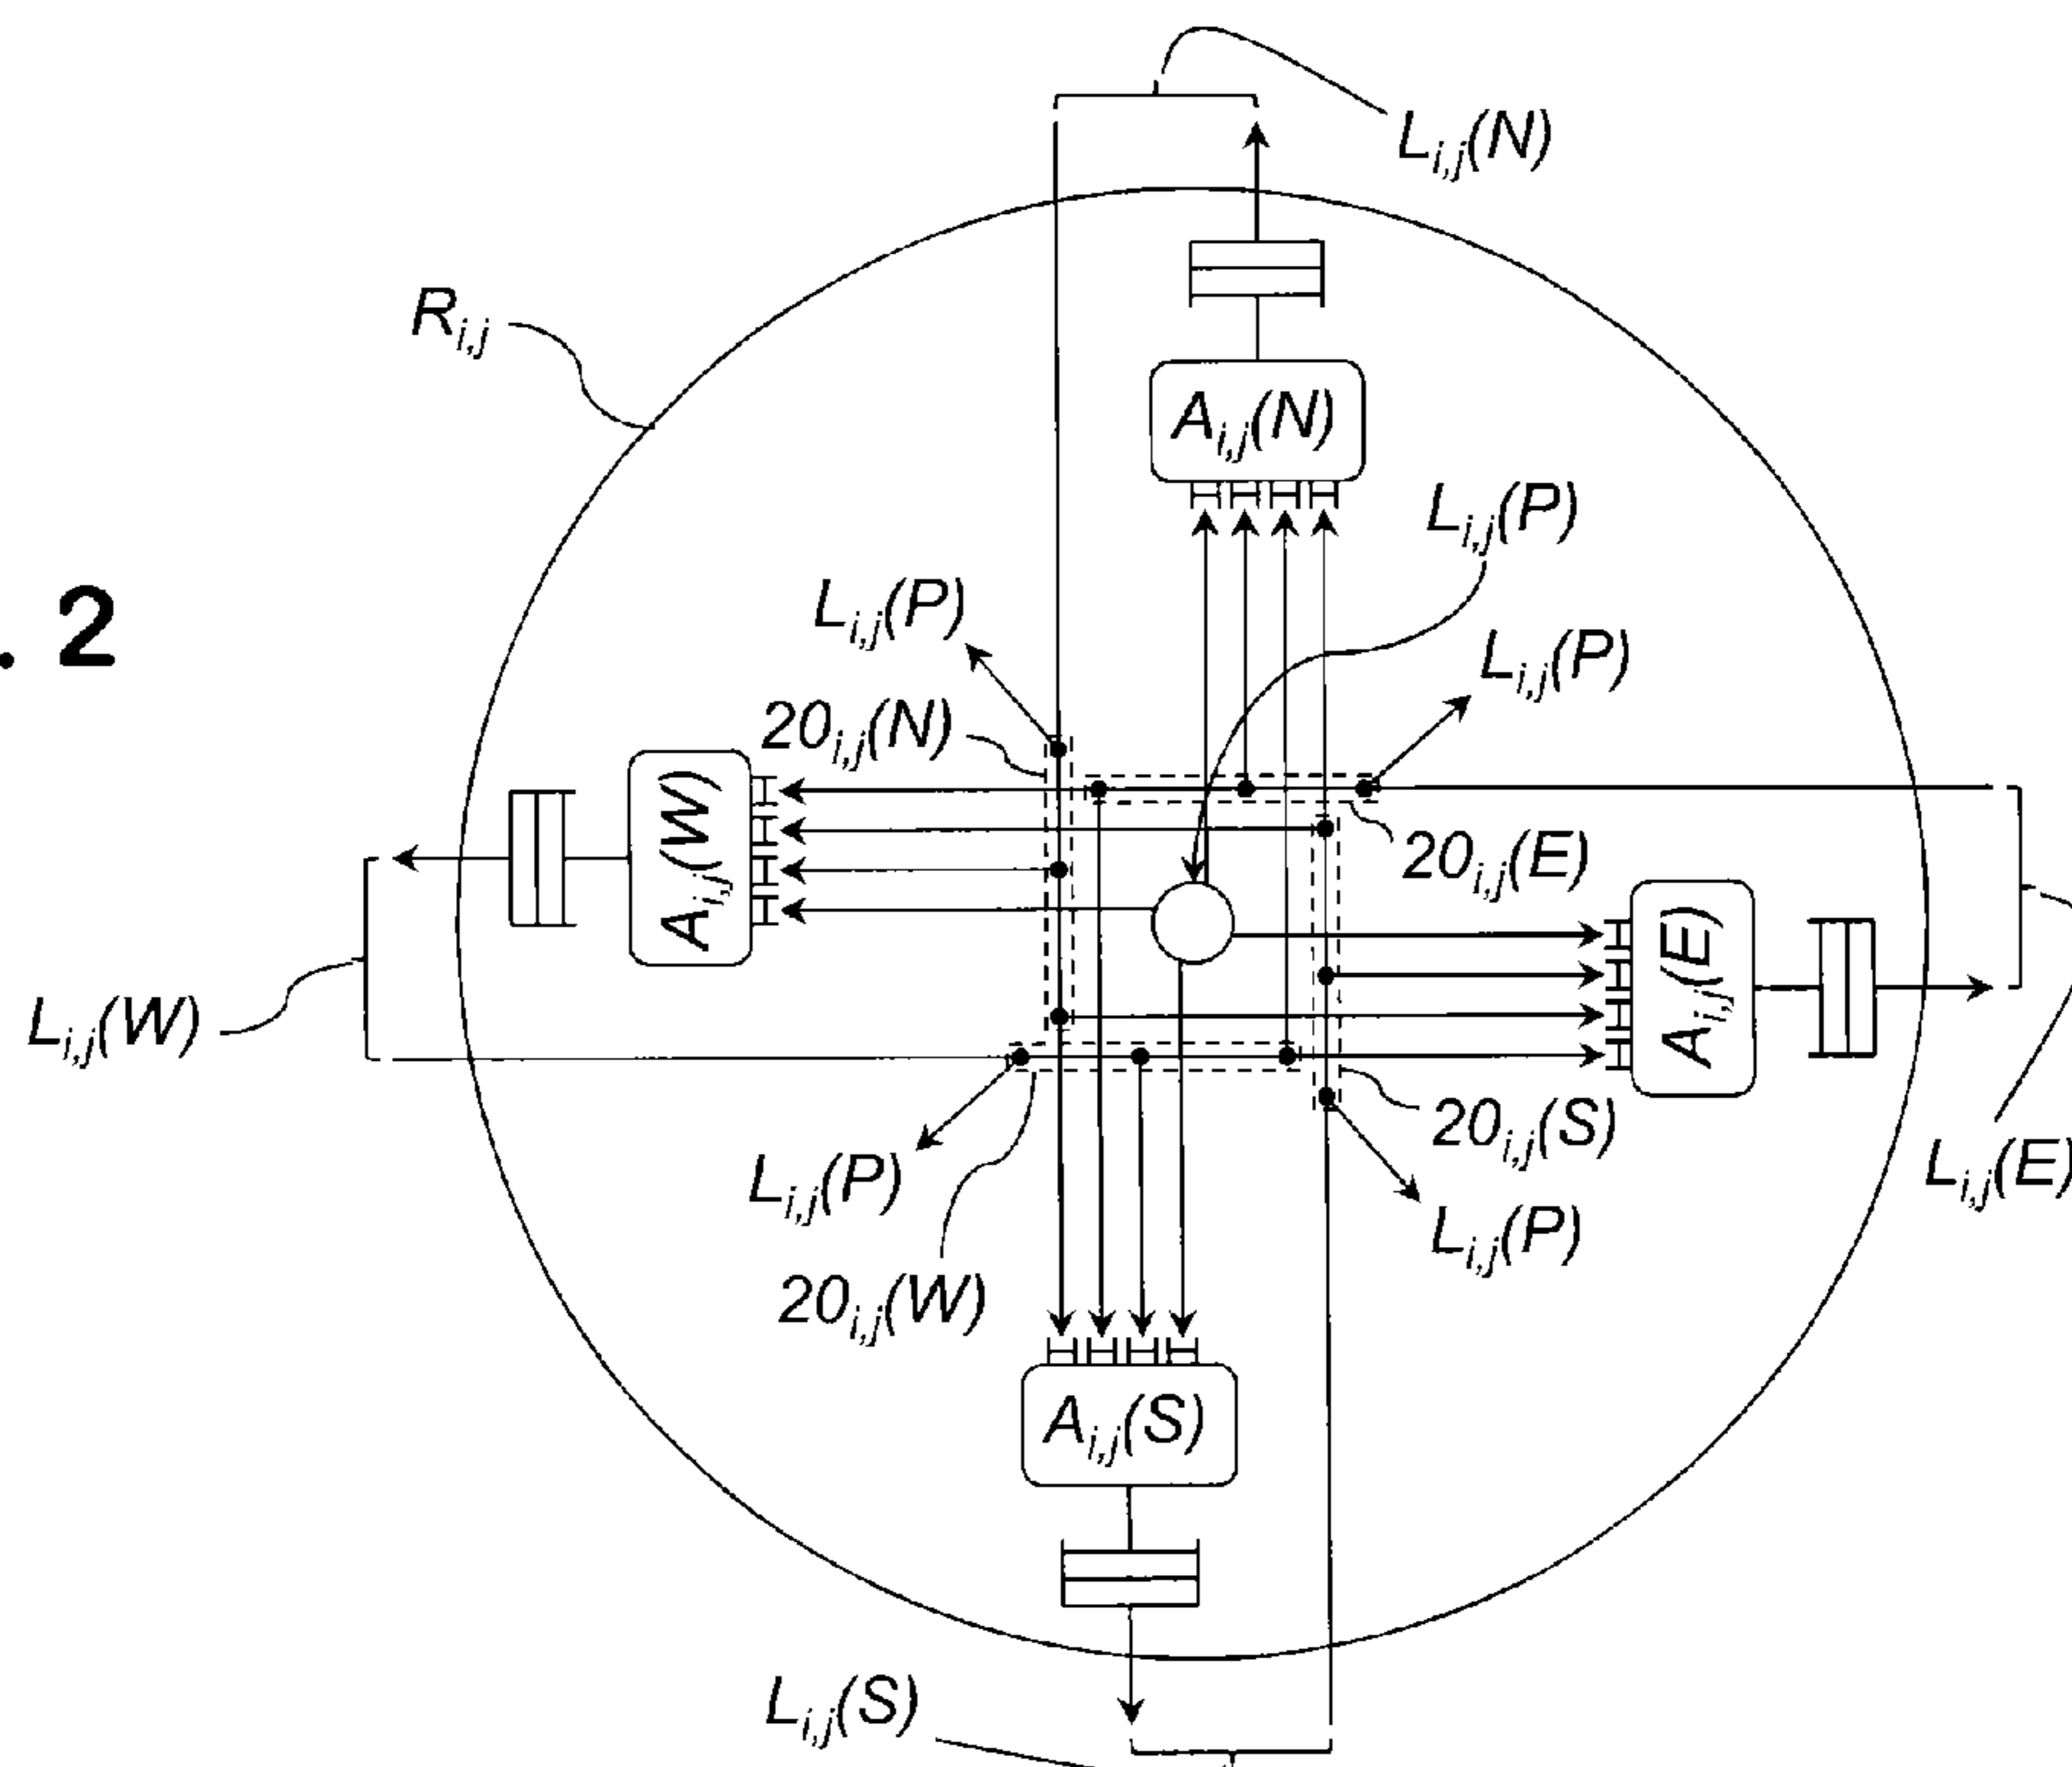 L_{i,j}(N)
R_{i,j}
A_{i,j}(N)
L_{i,j}(P)
L_{i,j}(P)
. 2
L_{i,j}(P)
20_{i,j}(N)
A_{i,j}(W)
20_{i,j}(E)
A_{i,j}(E)
L_{i,j}(W)
20_{i,j}(S)
L_{i,j}(P)
L_{i,j}(E)
L_{i,j}(P)
20_{i,j}(W)
A_{i,j}(S)
L_{i,j}(S)